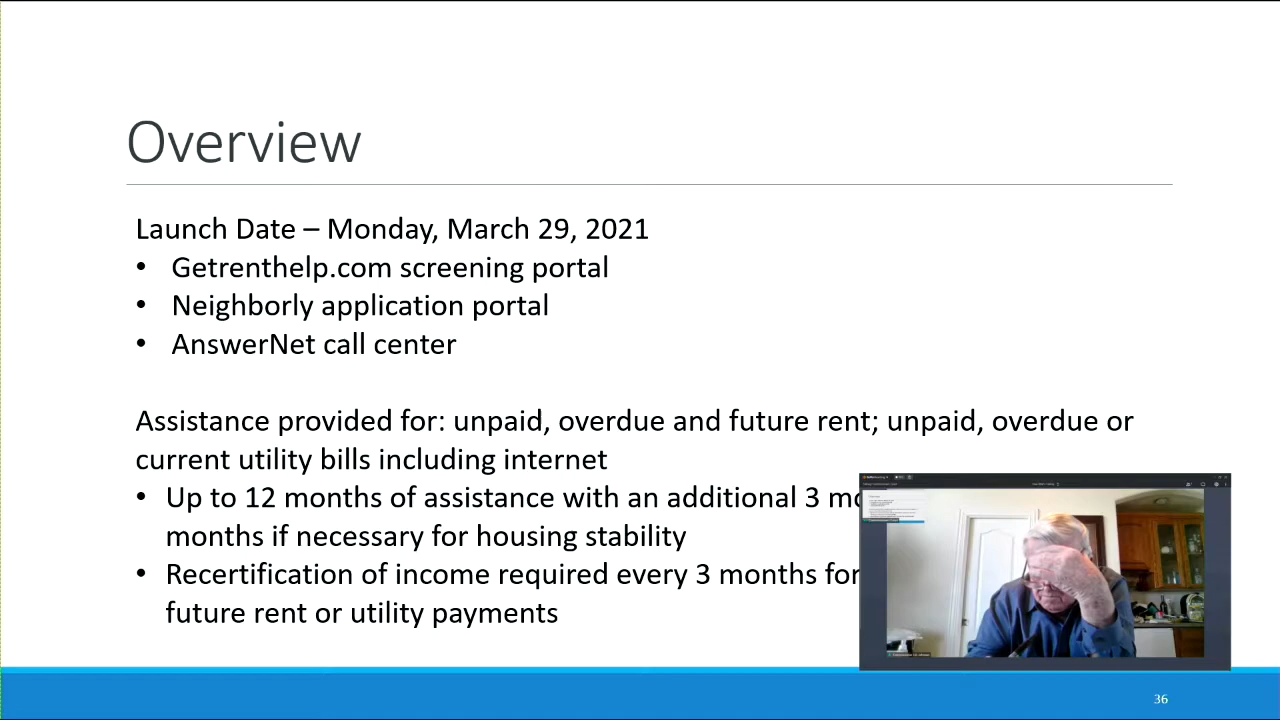 Overview
Launch Date – Monday, March 29, 2021
• Getrenthelp.com screening portal
• Neighborly application portal
• AnswerNet call center
Assistance provided for: unpaid, overdue and future rent; unpaid, overdue or
current utility bills including internet
• Up to 12 months of assistance with an additional 3
months if necessary for housing stability
• Recertification of income required every 3 months for
future rent or utility payments
36